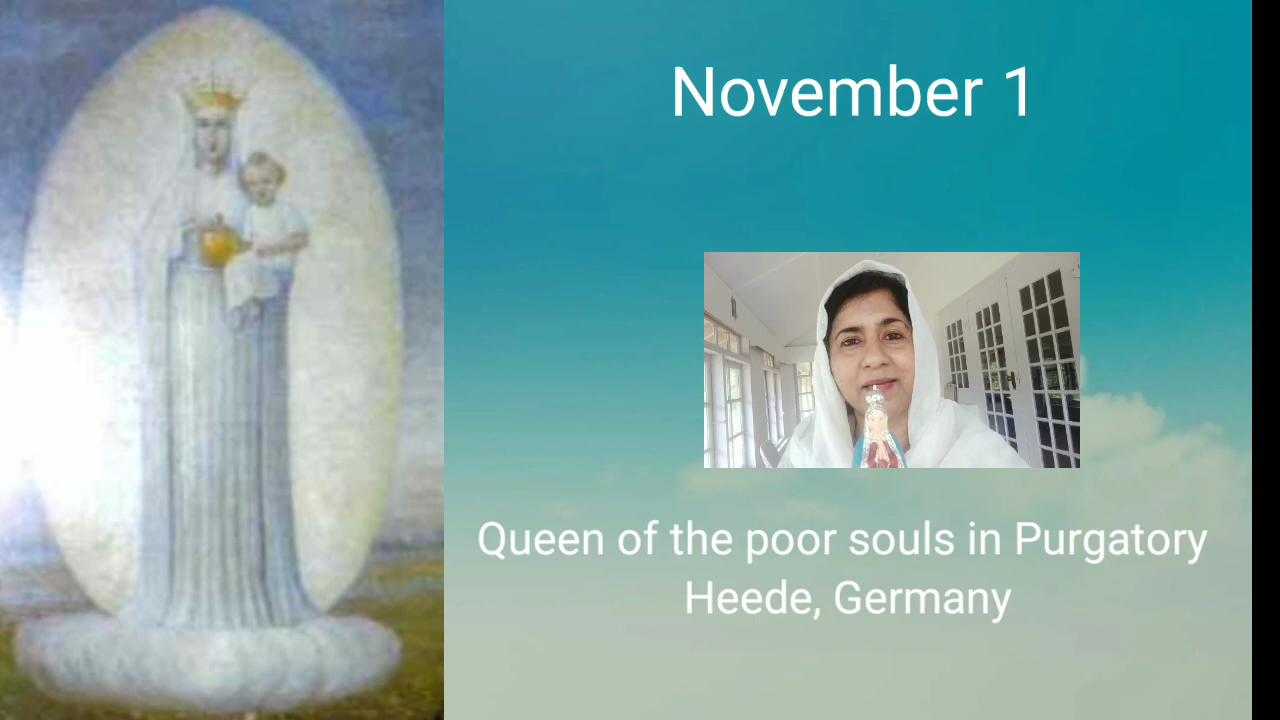 November 1
Queen of the poor souls in Purgatory
Heede, Germany